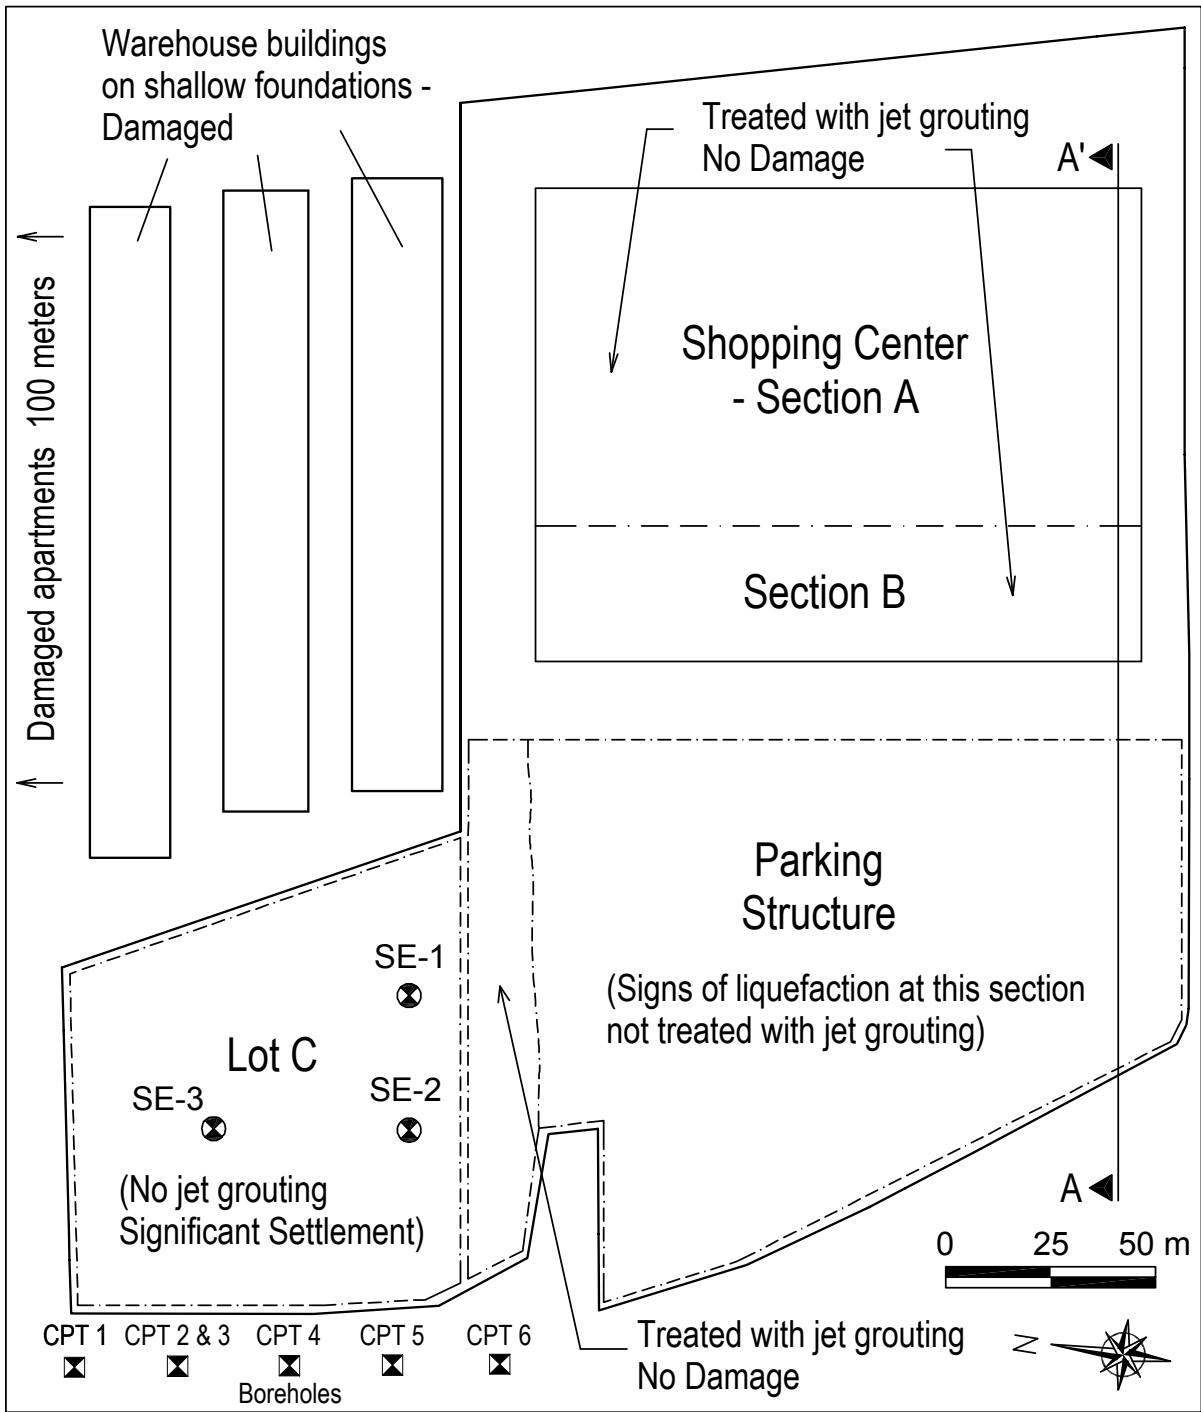 Warehouse buildings
on shallow foundations -
Damaged
Treated with jet grouting
No Damage
A'
Damaged apartments 100 meters
Shopping Center
- Section A
Section B
Parking
Structure
(Signs of liquefaction at this section
not treated with jet grouting)
SE-1
Lot C
SE-3
SE-2
(No jet grouting
Significant Settlement)
A
0 25 50 m
CPT 1 CPT 2 & 3 CPT 4 CPT 5 CPT 6
Boreholes
Treated with jet grouting
No Damage
N